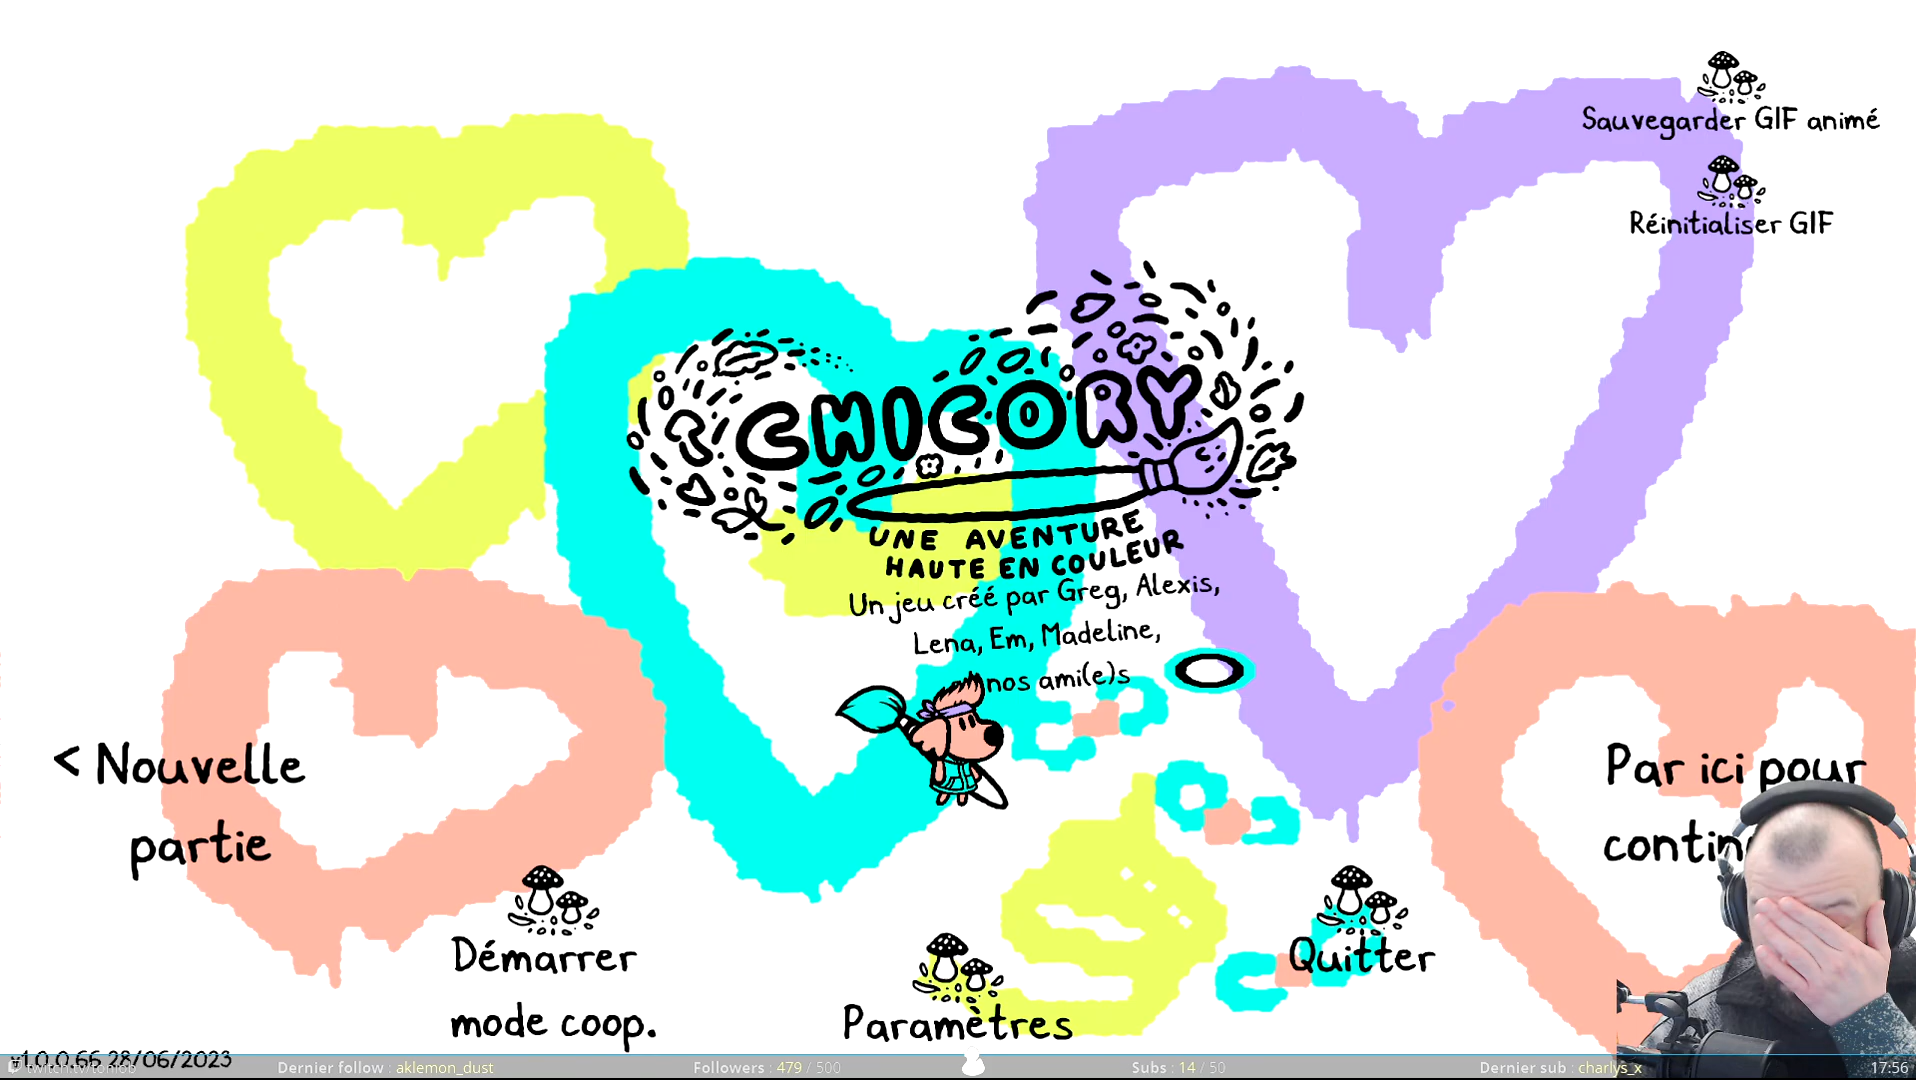 Sauvegarder GIF animé
Réinitialiser GIF
CHICORY
UNE AVENTURE
HAUTE EN COULEUR
Un jeu créé par Greg, Alexis,
Lena, Em, Madeline,
nos ami(e)s
< Nouvelle
partie
Par ici pour
contin
Démarrer
mode coop.
Paramètres
Quitter
v1.0.0.66 28/06/2023
Dernier follow : aklemon_dust
Followers : 479 / 500
Subs : 14 / 50
Dernier sub : charlys_x
17:56